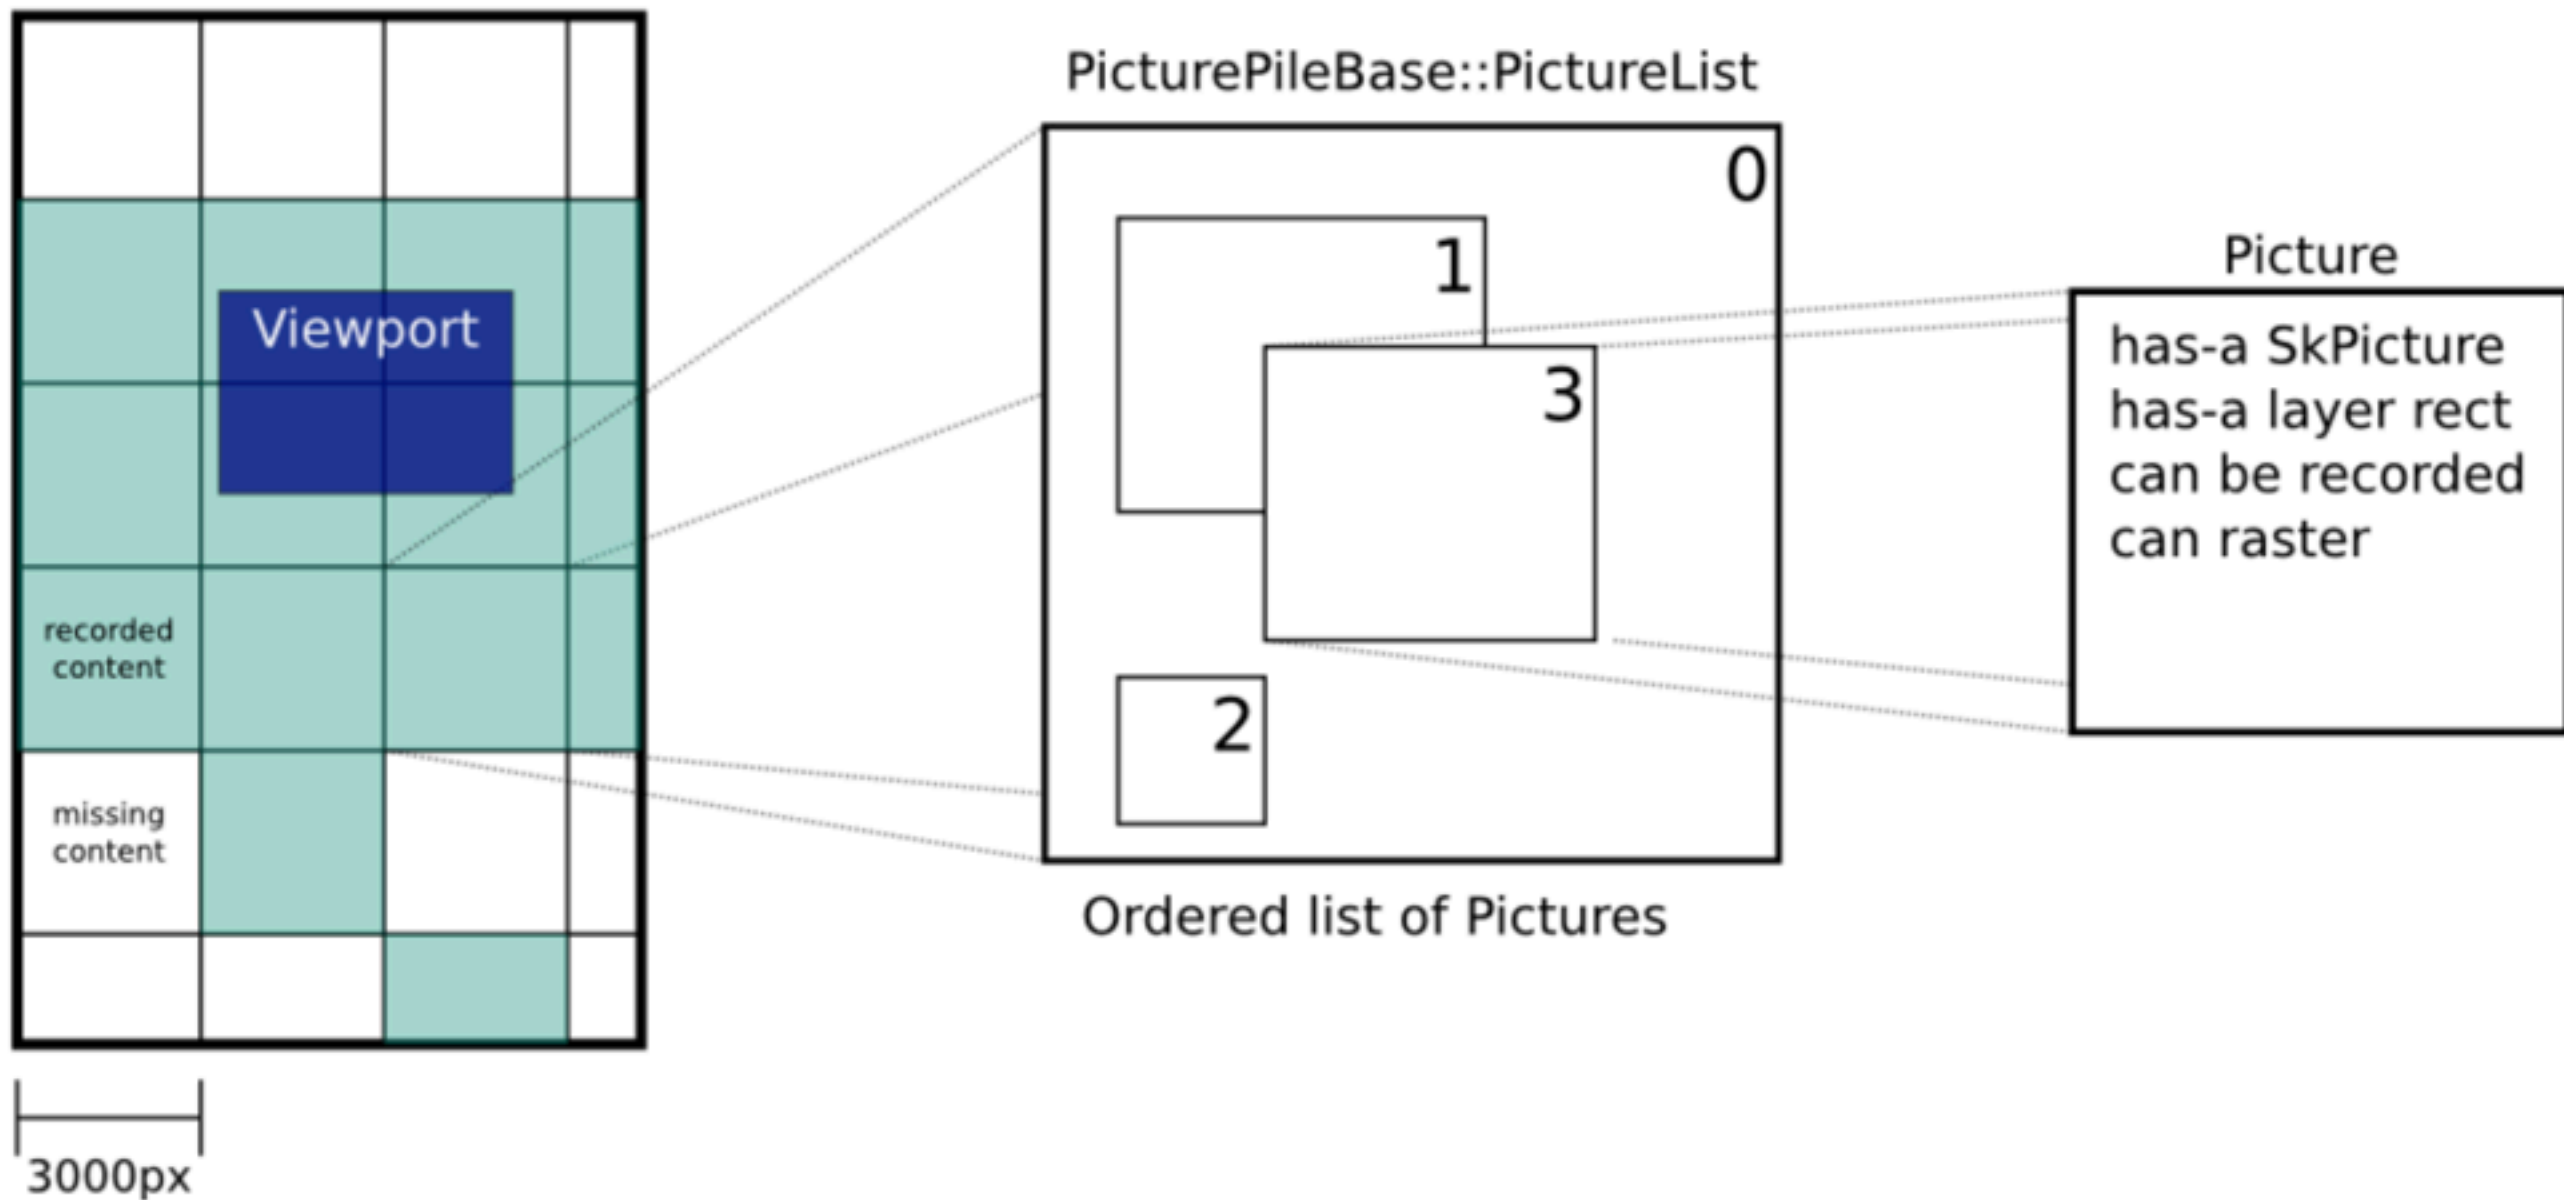 Viewport
recorded
content
missing
content
3000px
PicturePileBase::PictureList
0
1
3
2
Ordered list of Pictures
Picture
has-a SkPicture
has-a layer rect
can be recorded
can raster